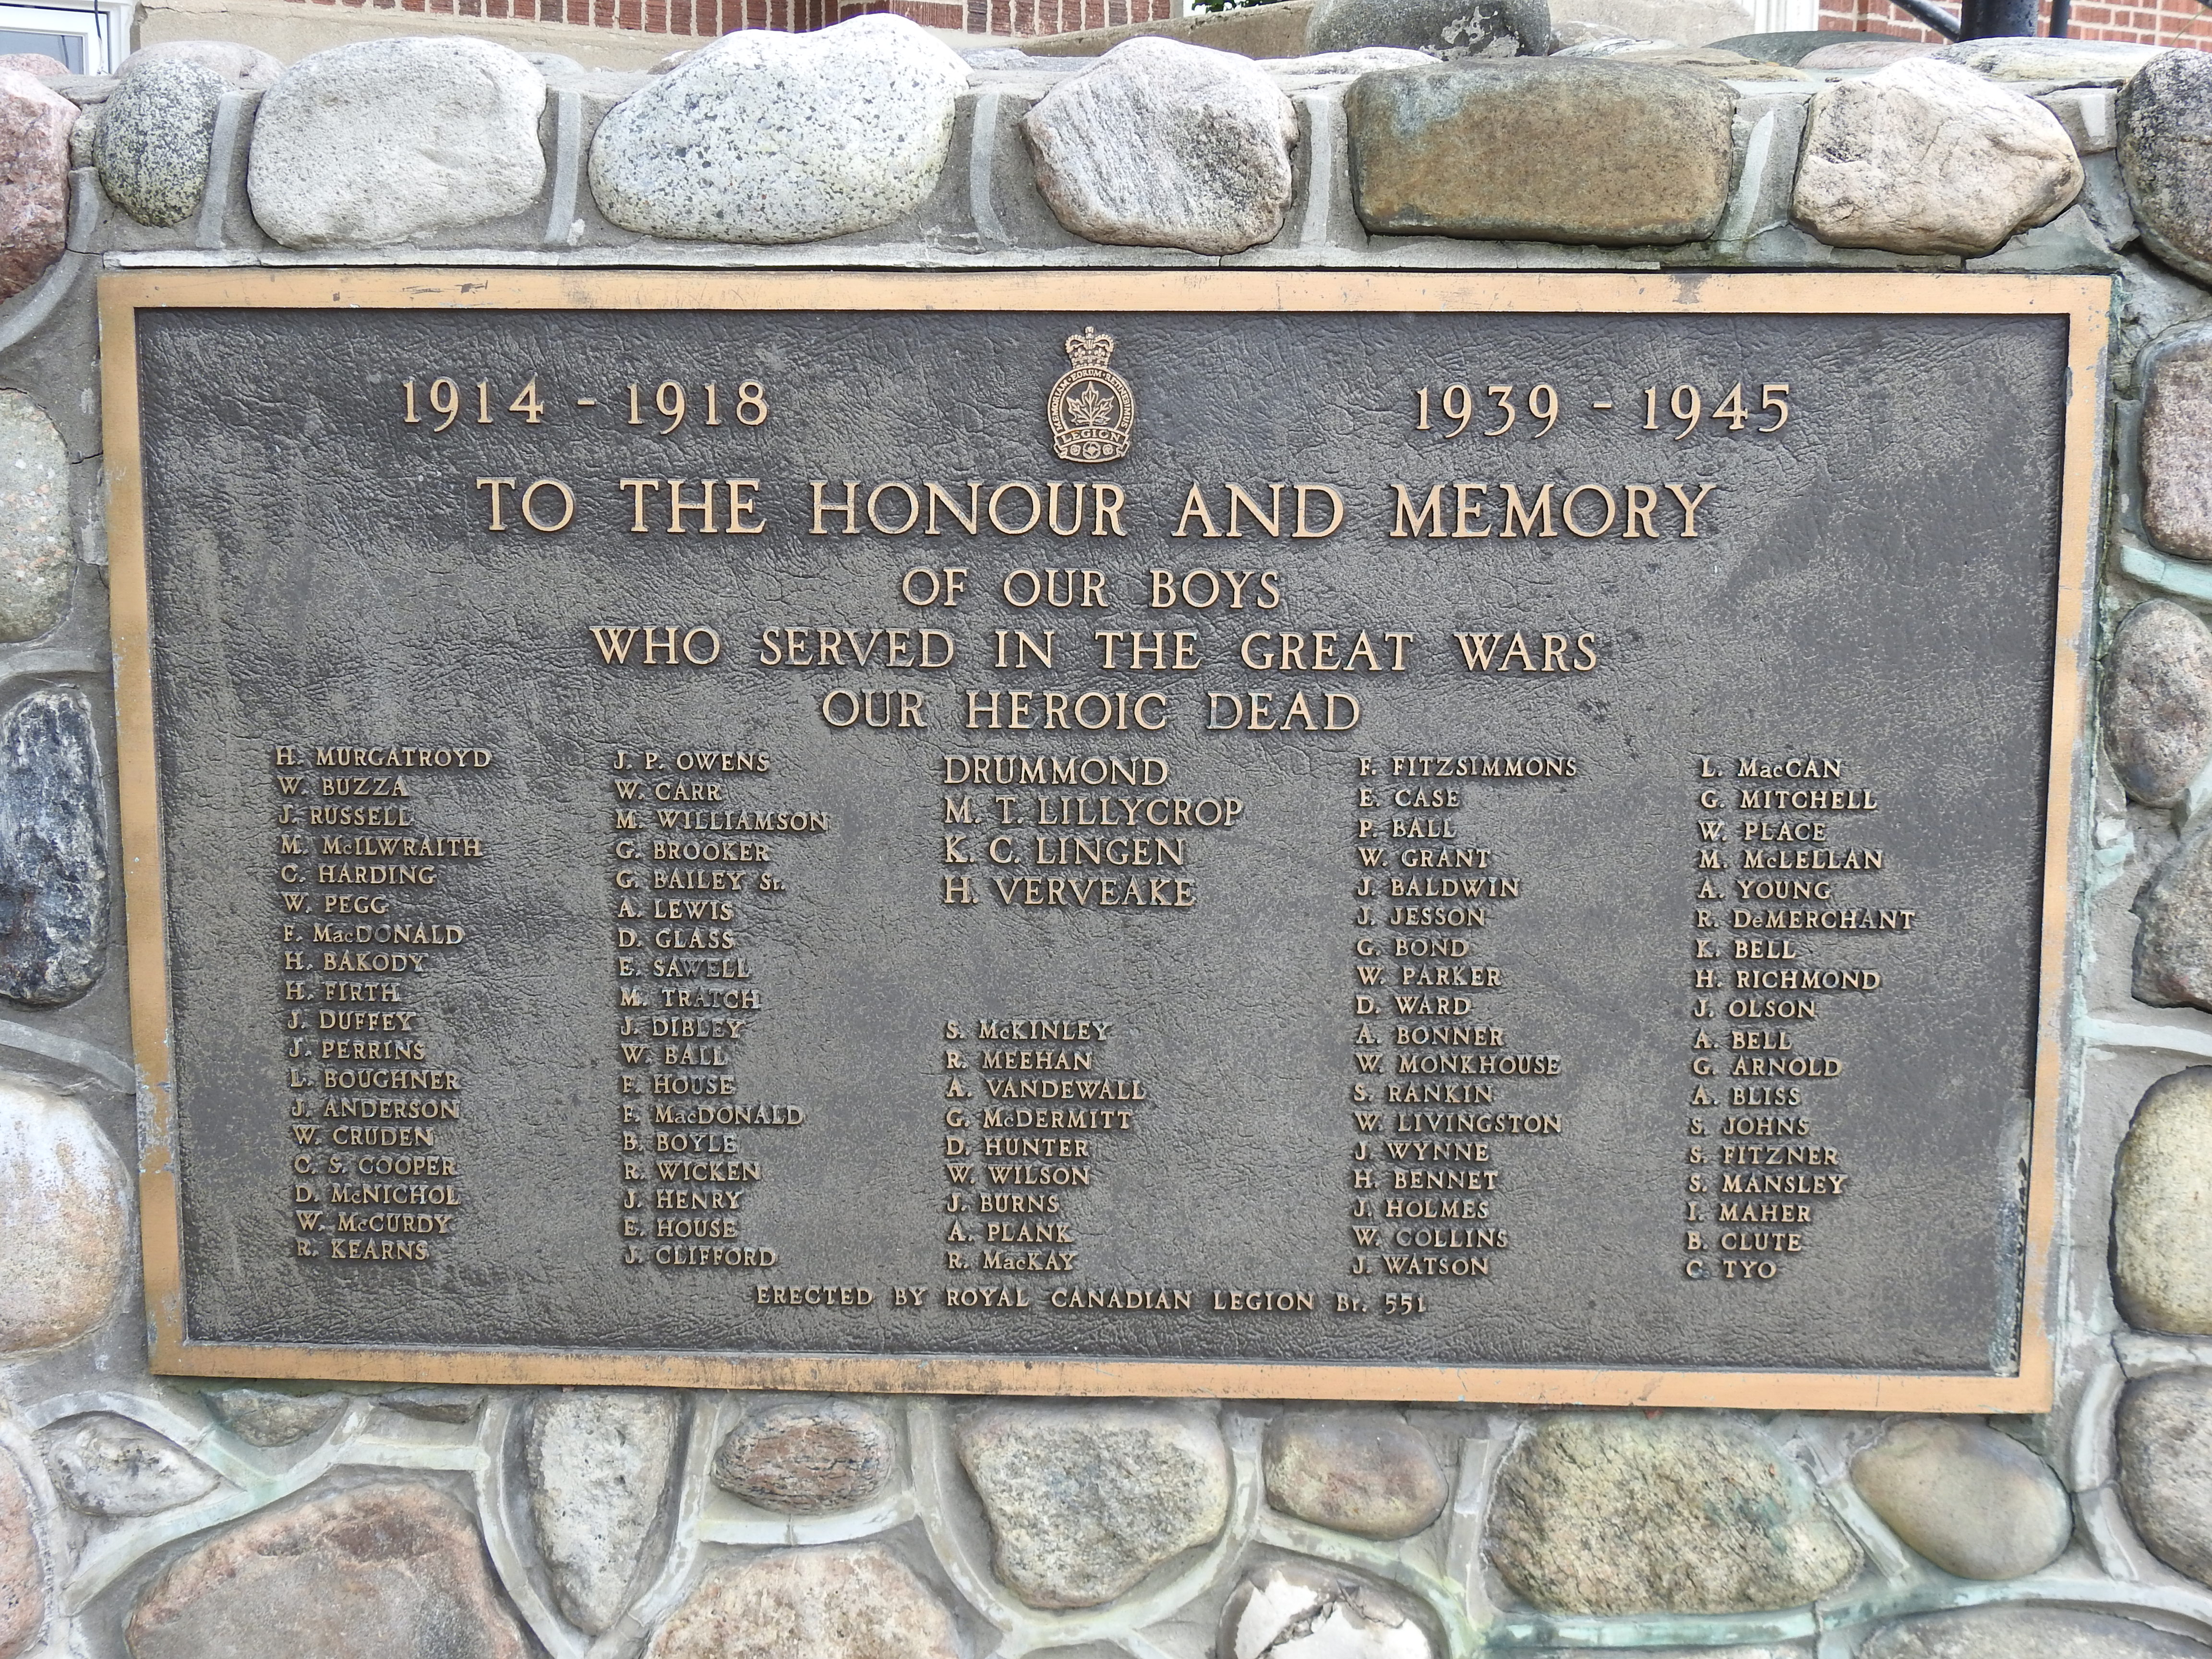 1914 - 1918
MEMORIAM · EORUM · RETINEBIMUS
LEGION
1939 - 1945
TO THE HONOUR AND MEMORY
OF OUR BOYS
WHO SERVED IN THE GREAT WARS
OUR HEROIC DEAD
H. MURGATROYD
W. BUZZA
J. RUSSELL
M. McILWRAITH
C. HARDING
W. PEGG
F. MacDONALD
H. BAKODY
H. FIRTH
J. DUFFEY
J. PERRINS
L. BOUGHNER
J. ANDERSON
W. CRUDEN
C. S. COOPER
D. McNICHOL
W. McCURDY
R. KEARNS
J. P. OWENS
W. CARR
M. WILLIAMSON
G. BROOKER
G. BAILEY Sr.
A. LEWIS
D. GLASS
E. SAWELL
M. TRATCH
J. DIBLEY
W. BALL
F. HOUSE
F. MacDONALD
B. BOYLE
R. WICKEN
J. HENRY
E. HOUSE
J. CLIFFORD
DRUMMOND
M. T. LILLYCROP
K. C. LINGEN
H. VERVEAKE
S. McKINLEY
R. MEEHAN
A. VANDEWALL
G. McDERMITT
D. HUNTER
W. WILSON
J. BURNS
A. PLANK
R. MacKAY
F. FITZSIMMONS
E. CASE
P. BALL
W. GRANT
J. BALDWIN
J. JESSON
G. BOND
W. PARKER
D. WARD
A. BONNER
W. MONKHOUSE
S. RANKIN
W. LIVINGSTON
J. WYNNE
H. BENNET
J. HOLMES
W. COLLINS
J. WATSON
L. MacCAN
G. MITCHELL
W. PLACE
M. McLELLAN
A. YOUNG
R. DeMERCHANT
K. BELL
H. RICHMOND
J. OLSON
A. BELL
G. ARNOLD
A. BLISS
S. JOHNS
S. FITZNER
S. MANSLEY
I. MAHER
B. CLUTE
C. TYO
ERECTED BY ROYAL CANADIAN LEGION Br. 551